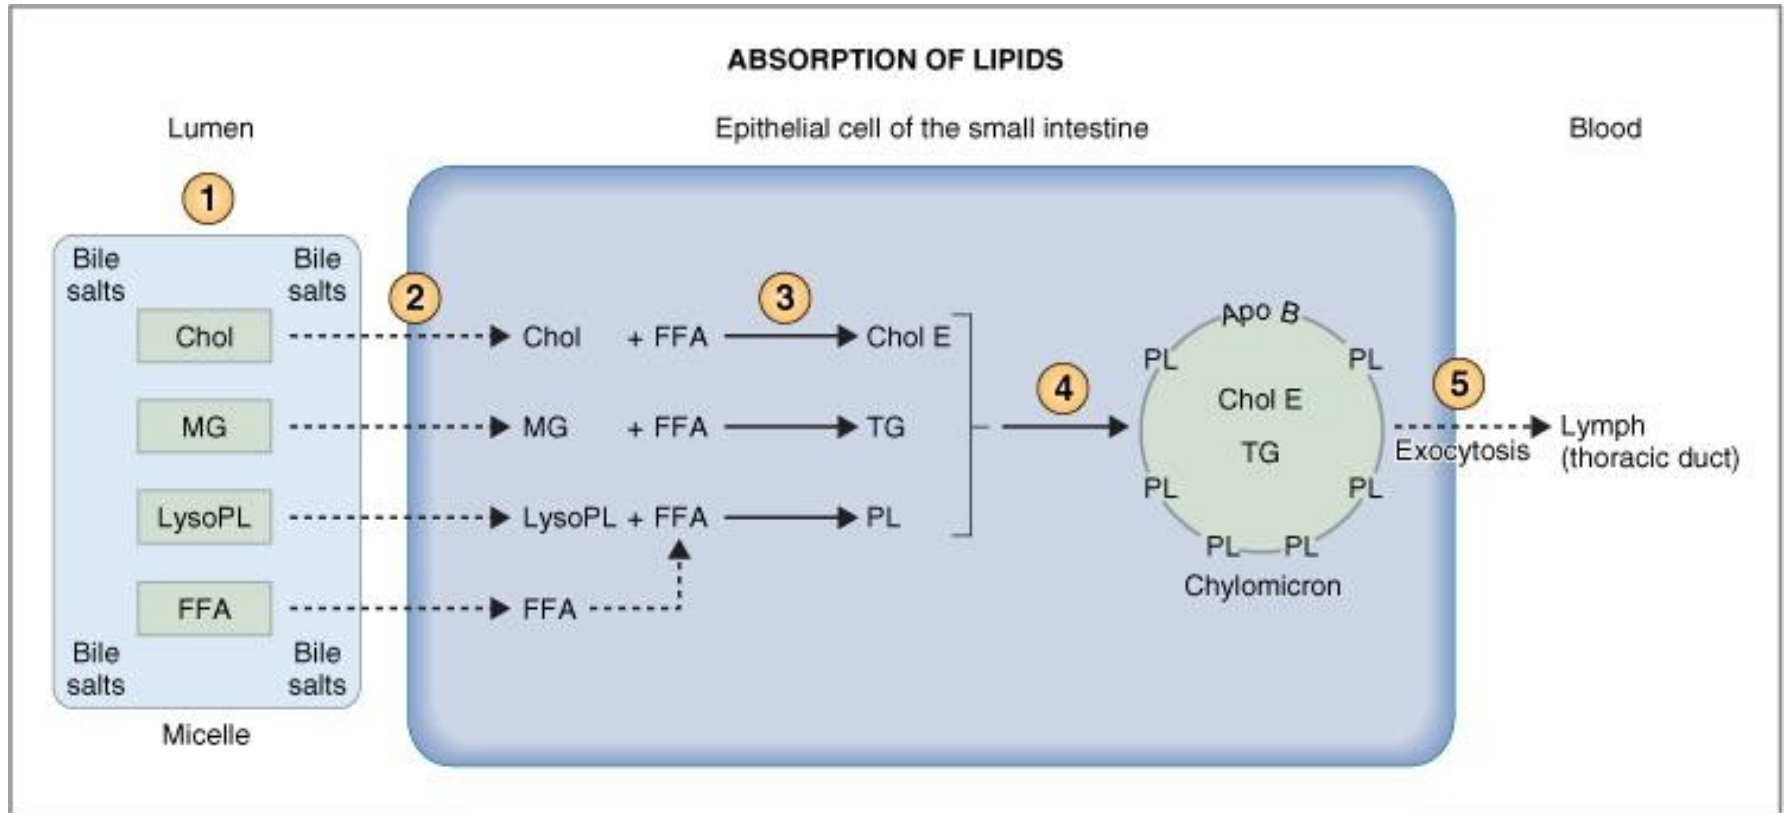 ABSORPTION OF LIPIDS
Lumen
Epithelial cell of the small intestine
Blood
1
Bile salts
Bile salts
2
3
Chol
Chol + FFA
Chol E
MG
MG + FFA
TG
LysoPL
LysoPL + FFA
PL
FFA
FFA
Bile salts
Bile salts
Micelle
4
Apo B
PL
PL
Chol E
TG
PL
PL
PL
PL
Chylomicron
5
Exocytosis
Lymph
(thoracic duct)